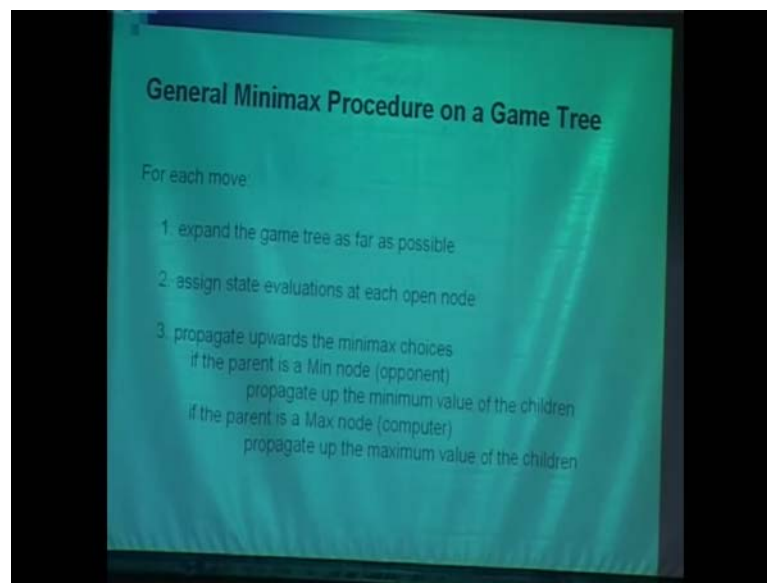 General Minimax Procedure on a Game Tree
For each move:
1. expand the game tree as far as possible
2. assign state evaluations at each open node
3. propagate upwards the minimax choices
if the parent is a Min node (opponent)
propagate up the minimum value of the children
if the parent is a Max node (computer)
propagate up the maximum value of the children